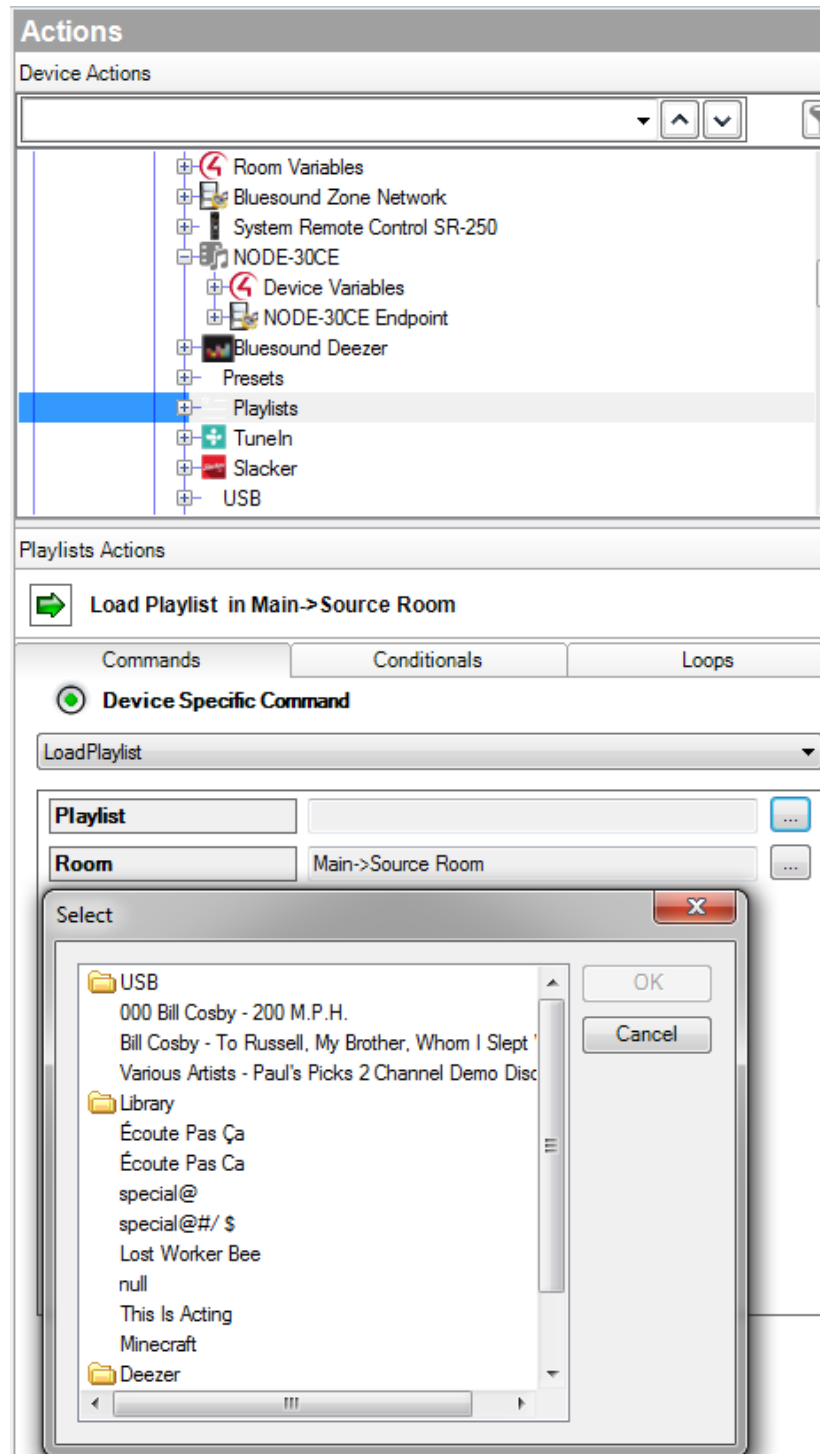 Actions
Device Actions
Room Variables
Bluesound Zone Network
System Remote Control SR-250
NODE-30CE
Device Variables
NODE-30CE Endpoint
Bluesound Deezer
Presets
Playlists
TuneIn
Slacker
USB
Playlists Actions
Load Playlist in Main->Source Room
Commands Conditionals Loops
Device Specific Command
LoadPlaylist
Playlist ...
Room Main->Source Room ...
Select
USB OK
000 Bill Cosby - 200 M.P.H.
Bill Cosby - To Russell, My Brother, Whom I Slept Cancel
Various Artists - Paul's Picks 2 Channel Demo Disc
Library
Écoute Pas Ça
Écoute Pas Ca
special@
special@#/ $
Lost Worker Bee
null
This Is Acting
Minecraft
Deezer